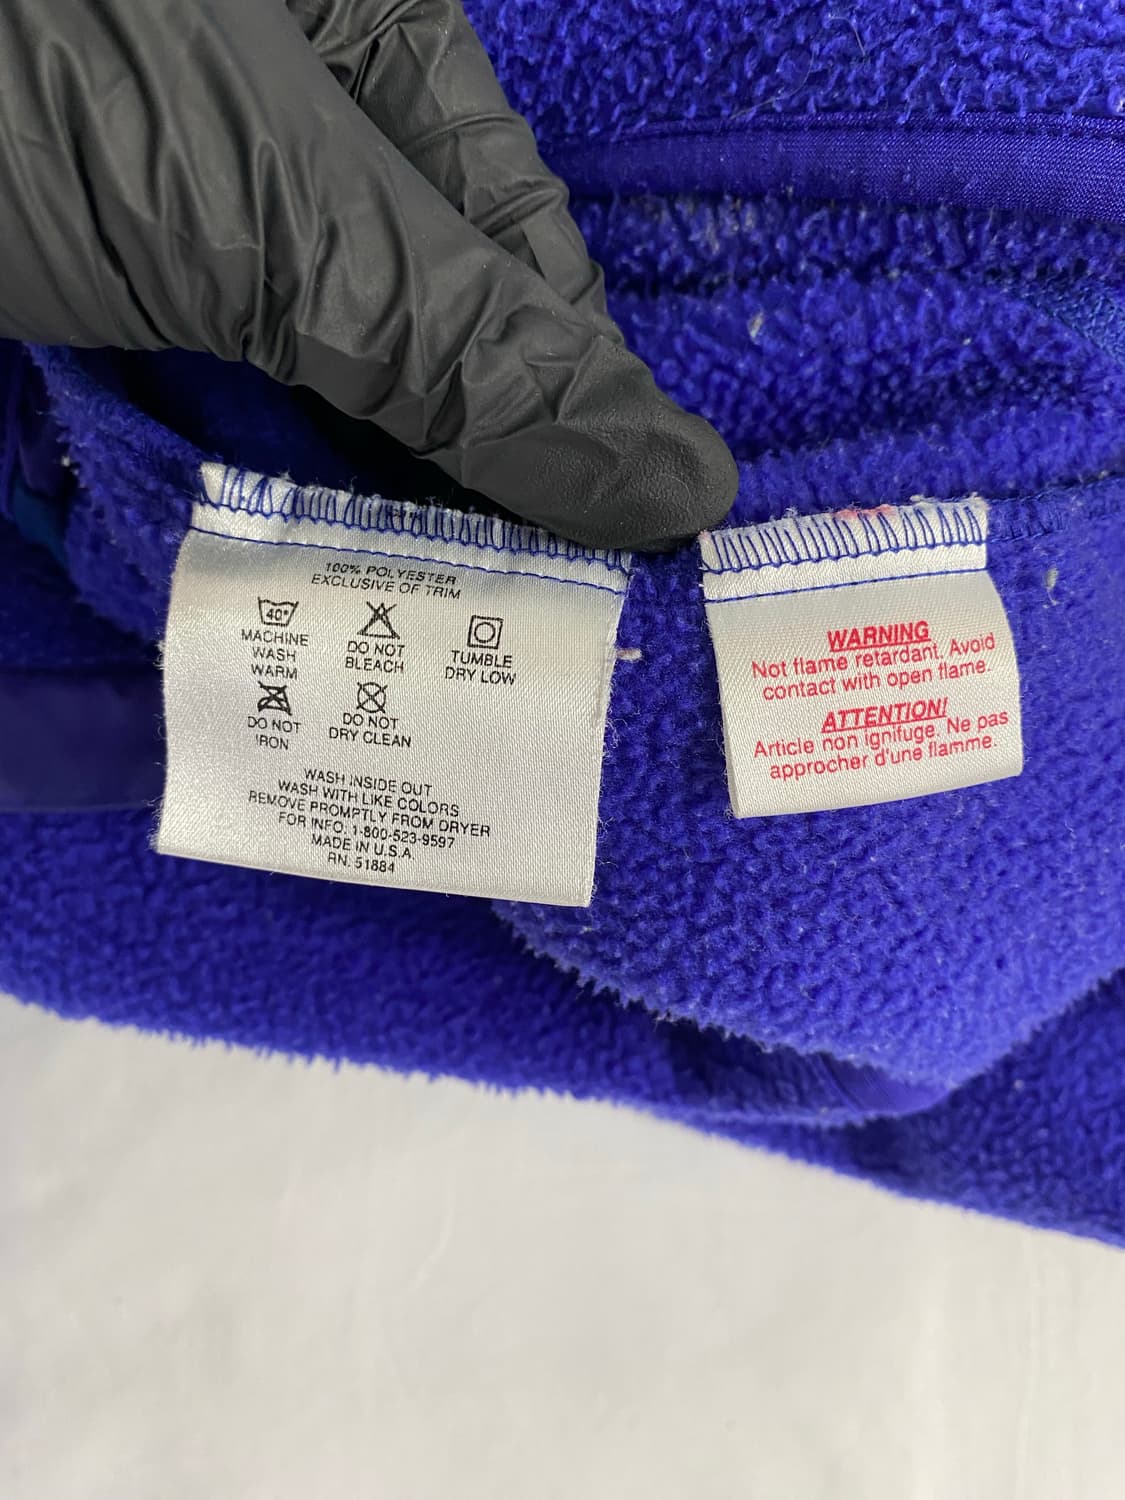 100% POLYESTER
EXCLUSIVE OF TRIM
40°
MACHINE
WASH
WARM
DO NOT
BLEACH
TUMBLE
DRY LOW
DO NOT
IRON
DO NOT
DRY CLEAN
WASH INSIDE OUT
WASH WITH LIKE COLORS
REMOVE PROMPTLY FROM DRYER
FOR INFO: 1-800-523-9597
MADE IN U.S.A.
RN. 51884
WARNING
Not flame retardant. Avoid
contact with open flame.
ATTENTION!
Article non ignifuge. Ne pas
approcher d'une flamme.